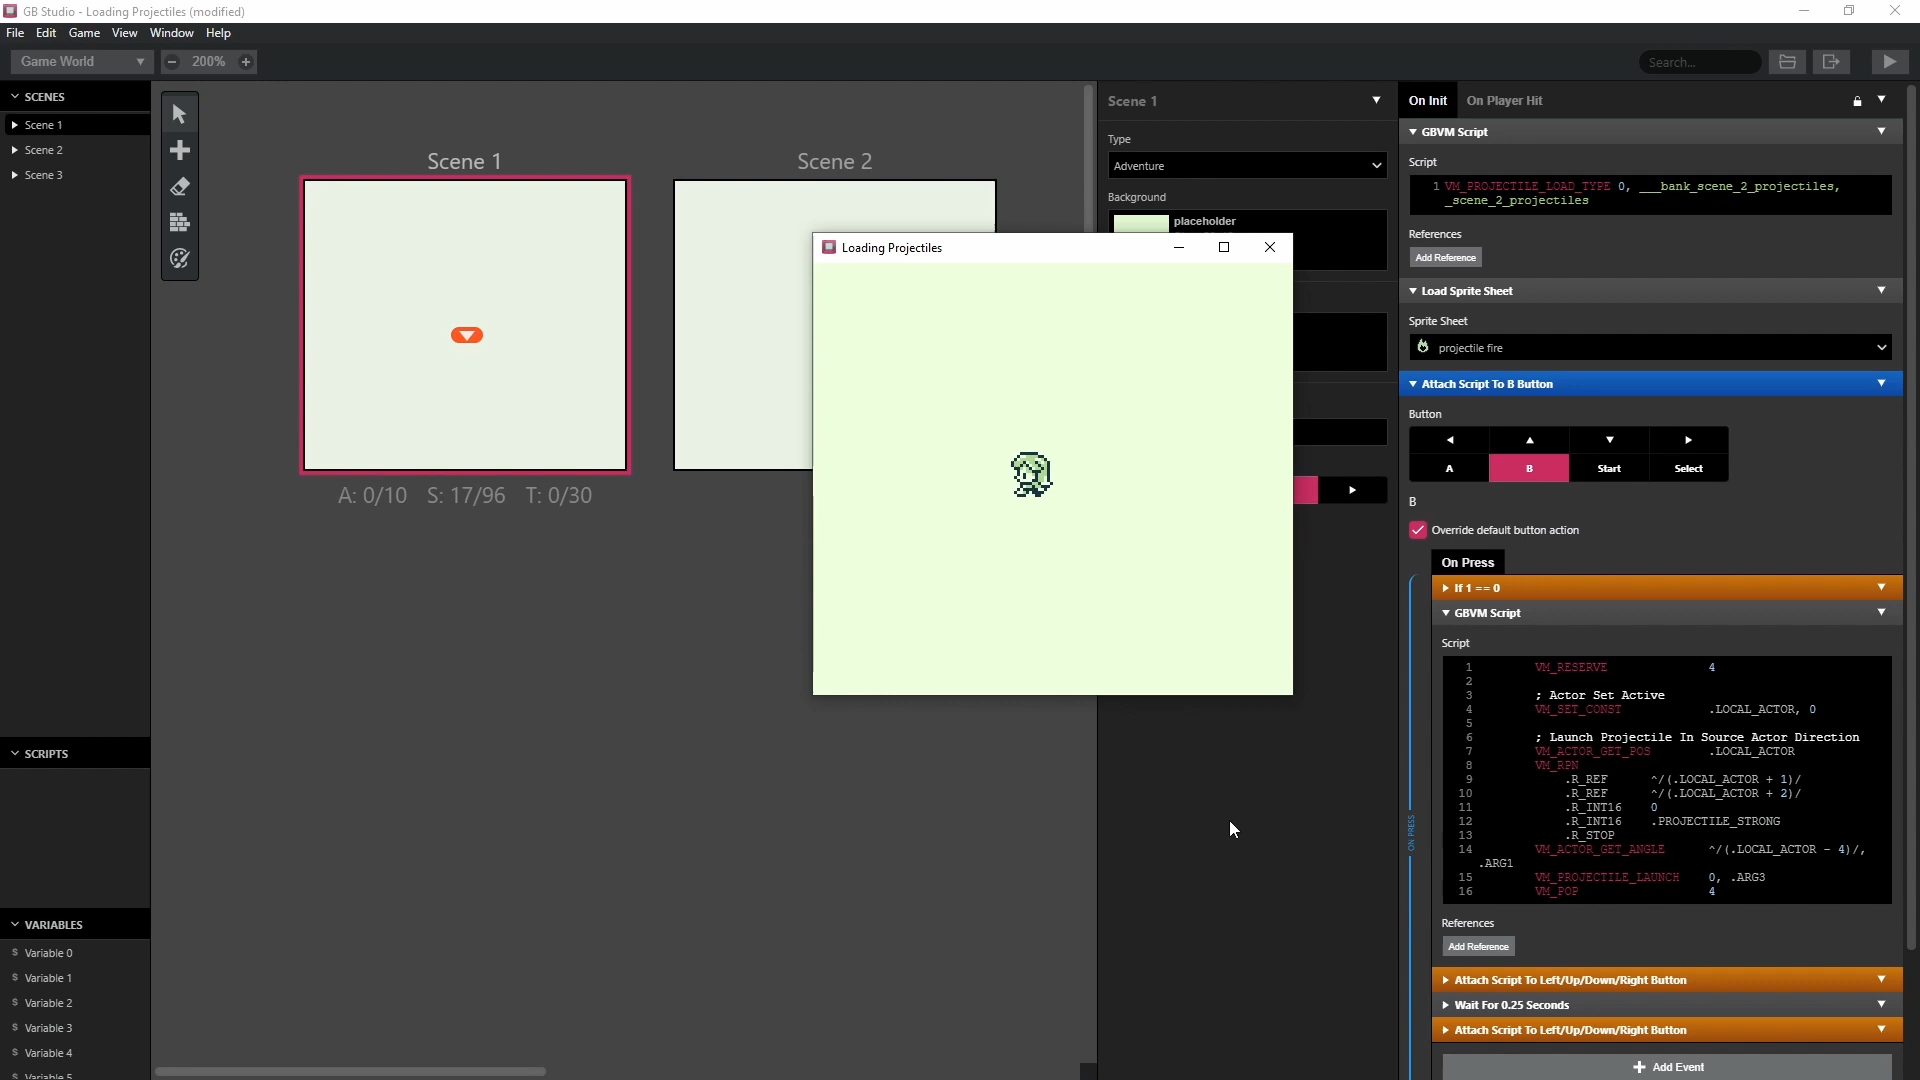 GB Studio - Loading Projectiles (modified)
File Edit Game View Window Help
Game World
200%
Search...
SCENES
Scene 1
Scene 2
Scene 3
SCRIPTS
VARIABLES
$ Variable 0
$ Variable 1
$ Variable 2
$ Variable 3
$ Variable 4
$ Variable 5
Scene 1
A: 0/10 S: 17/96 T: 0/30
Scene 2
Loading Projectiles
Scene 1
Type
Adventure
Background
placeholder
On Init On Player Hit
GBVM Script
Script
1 VM_PROJECTILE_LOAD_TYPE 0, ___bank_scene_2_projectiles,
_scene_2_projectiles
References
Add Reference
Load Sprite Sheet
Sprite Sheet
projectile fire
Attach Script To B Button
Button
A B Start Select
B
Override default button action
On Press
If 1 == 0
GBVM Script
Script
1 VM_RESERVE 4
2
3 ; Actor Set Active
4 VM_SET_CONST .LOCAL_ACTOR, 0
5
6 ; Launch Projectile In Source Actor Direction
7 VM_ACTOR_GET_POS .LOCAL_ACTOR
8 VM_RPN
9 .R_REF ^/(.LOCAL_ACTOR + 1)/
10 .R_REF ^/(.LOCAL_ACTOR + 2)/
11 .R_INT16 0
12 .R_INT16 .PROJECTILE_STRONG
13 .R_STOP
14 VM_ACTOR_GET_ANGLE ^/(.LOCAL_ACTOR - 4)/,
.ARG1
15 VM_PROJECTILE_LAUNCH 0, .ARG3
16 VM_POP 4
ON PRESS
References
Add Reference
Attach Script To Left/Up/Down/Right Button
Wait For 0.25 Seconds
Attach Script To Left/Up/Down/Right Button
Add Event